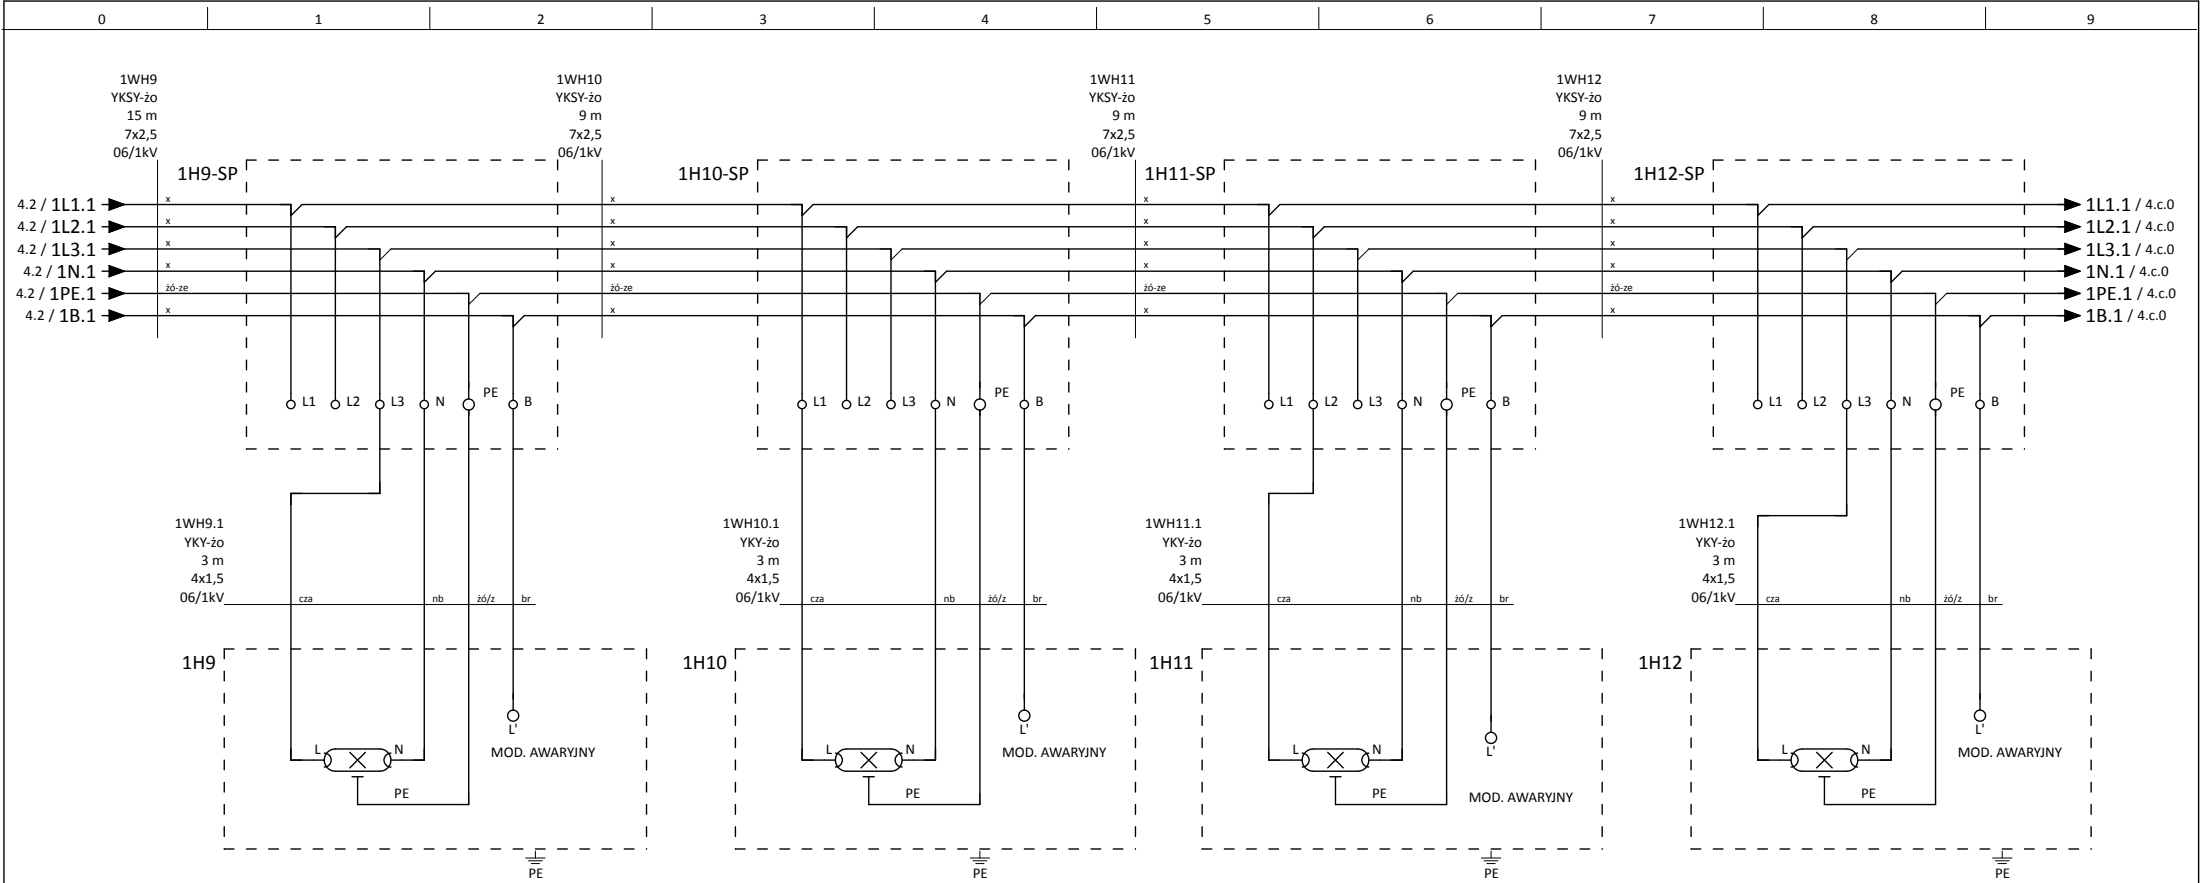 0 1 2 3 4 5 6 7 8 9
1WH9
YKSY-żo
15 m
7x2,5
06/1kV
1WH10
YKSY-żo
9 m
7x2,5
06/1kV
1WH11
YKSY-żo
9 m
7x2,5
06/1kV
1WH12
YKSY-żo
9 m
7x2,5
06/1kV
1H9-SP
1H10-SP
1H11-SP
1H12-SP
4.2 / 1L1.1 x x x x 1L1.1 / 4.c.0
4.2 / 1L2.1 x x x x 1L2.1 / 4.c.0
4.2 / 1L3.1 x x x x 1L3.1 / 4.c.0
4.2 / 1N.1 x x x x 1N.1 / 4.c.0
4.2 / 1PE.1 żó-ze żó-ze żó-ze żó-ze 1PE.1 / 4.c.0
4.2 / 1B.1 x x x x 1B.1 / 4.c.0
L1 L2 L3 N PE B
L1 L2 L3 N PE B
L1 L2 L3 N PE B
L1 L2 L3 N PE B
1WH9.1
YKY-żo
3 m
4x1,5
06/1kV
cza nb żó/z br
1WH10.1
YKY-żo
3 m
4x1,5
06/1kV
cza nb żó/z br
1WH11.1
YKY-żo
3 m
4x1,5
06/1kV
cza nb żó/z br
1WH12.1
YKY-żo
3 m
4x1,5
06/1kV
cza nb żó/z br
1H9
L'
L N MOD. AWARYJNY
PE
PE
1H10
L'
L N MOD. AWARYJNY
PE
PE
1H11
L'
L N
PE MOD. AWARYJNY
PE
1H12
L'
L N MOD. AWARYJNY
PE
PE